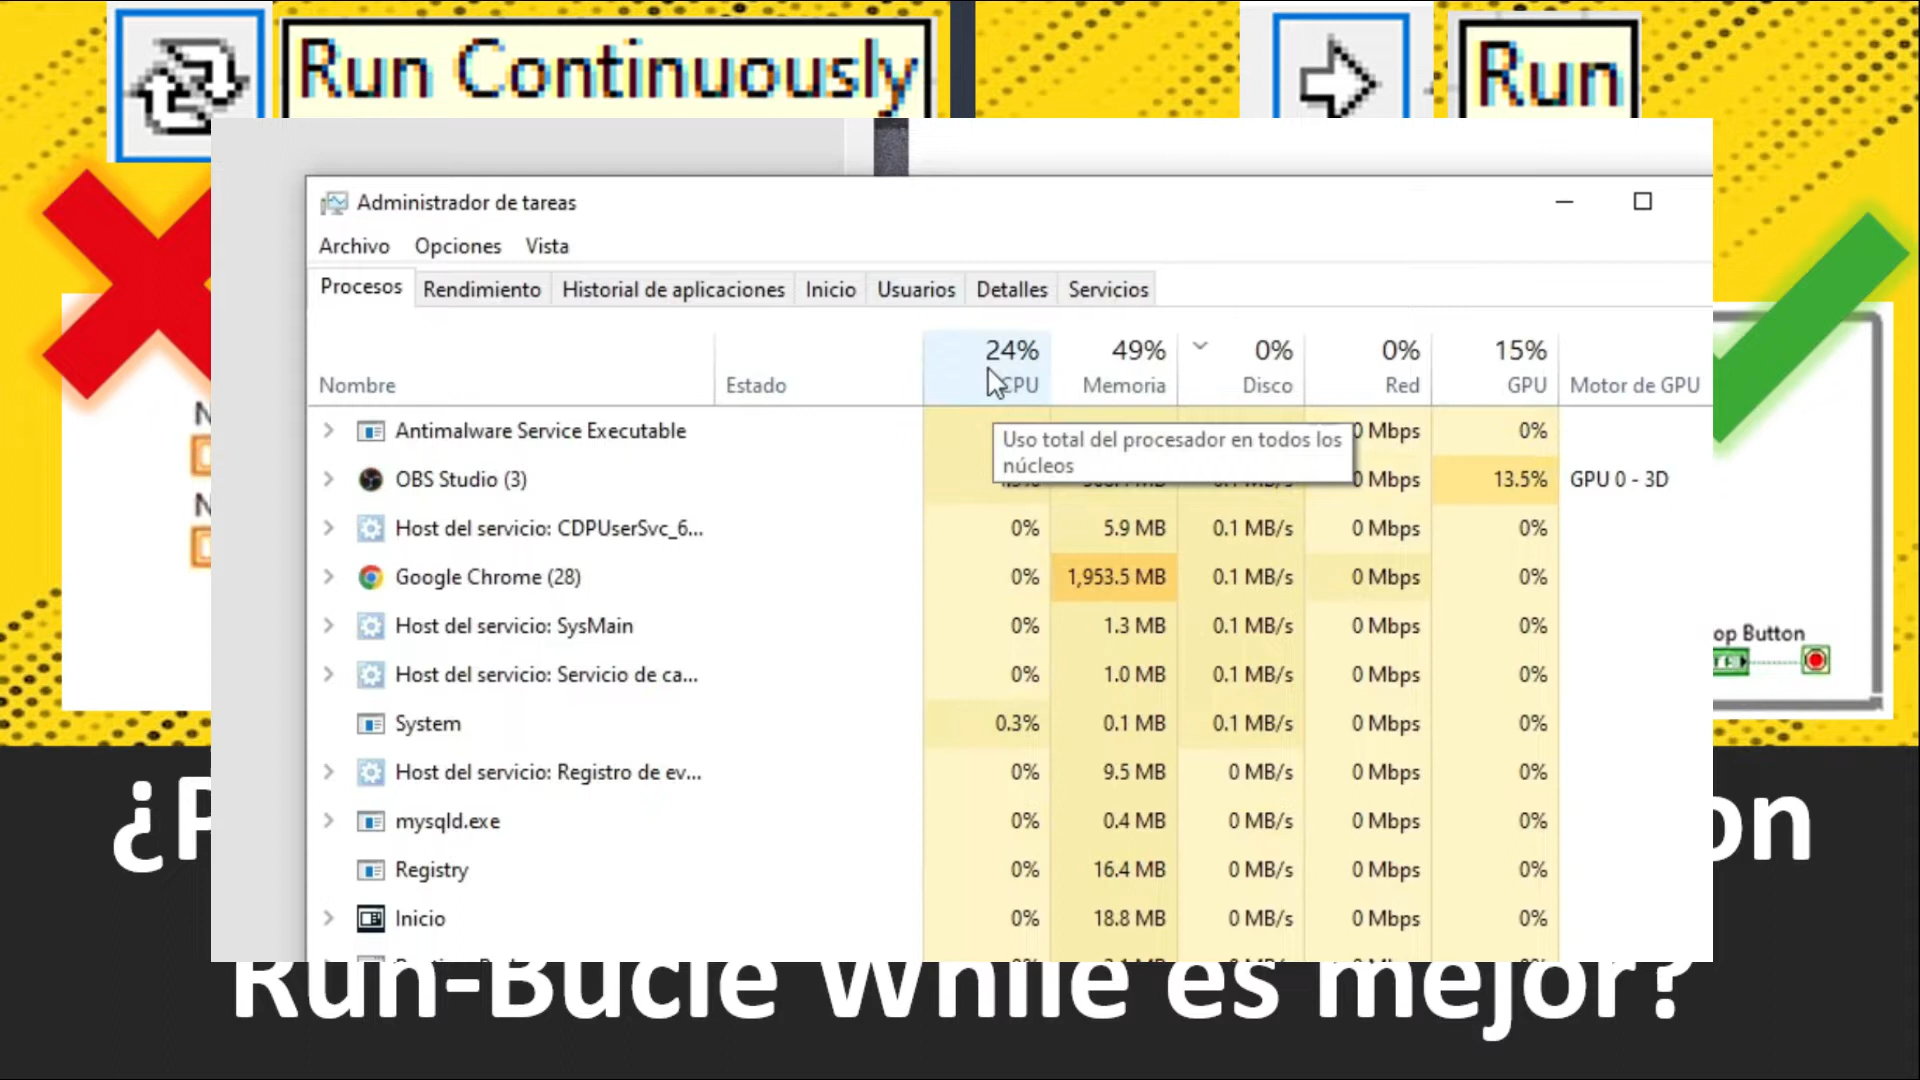 Run Continuously
Run
Administrador de tareas
Archivo Opciones Vista
Procesos Rendimiento Historial de aplicaciones Inicio Usuarios Detalles Servicios
24% 49% 0% 0% 15%
Nombre Estado CPU Memoria Disco Red GPU Motor de GPU
Antimalware Service Executable 0 Mbps 0%
Uso total del procesador en todos los
núcleos
OBS Studio (3) 0 Mbps 13.5% GPU 0 - 3D
Host del servicio: CDPUserSvc_6... 0% 5.9 MB 0.1 MB/s 0 Mbps 0%
Google Chrome (28) 0% 1,953.5 MB 0.1 MB/s 0 Mbps 0%
Host del servicio: SysMain 0% 1.3 MB 0.1 MB/s 0 Mbps 0%
op Button
Host del servicio: Servicio de ca... 0% 1.0 MB 0.1 MB/s 0 Mbps 0%
System 0.3% 0.1 MB 0.1 MB/s 0 Mbps 0%
Host del servicio: Registro de ev... 0% 9.5 MB 0 MB/s 0 Mbps 0%
mysqld.exe 0% 0.4 MB 0 MB/s 0 Mbps 0%
Registry 0% 16.4 MB 0 MB/s 0 Mbps 0%
Inicio 0% 18.8 MB 0 MB/s 0 Mbps 0%
Run-Bucle While es mejor?